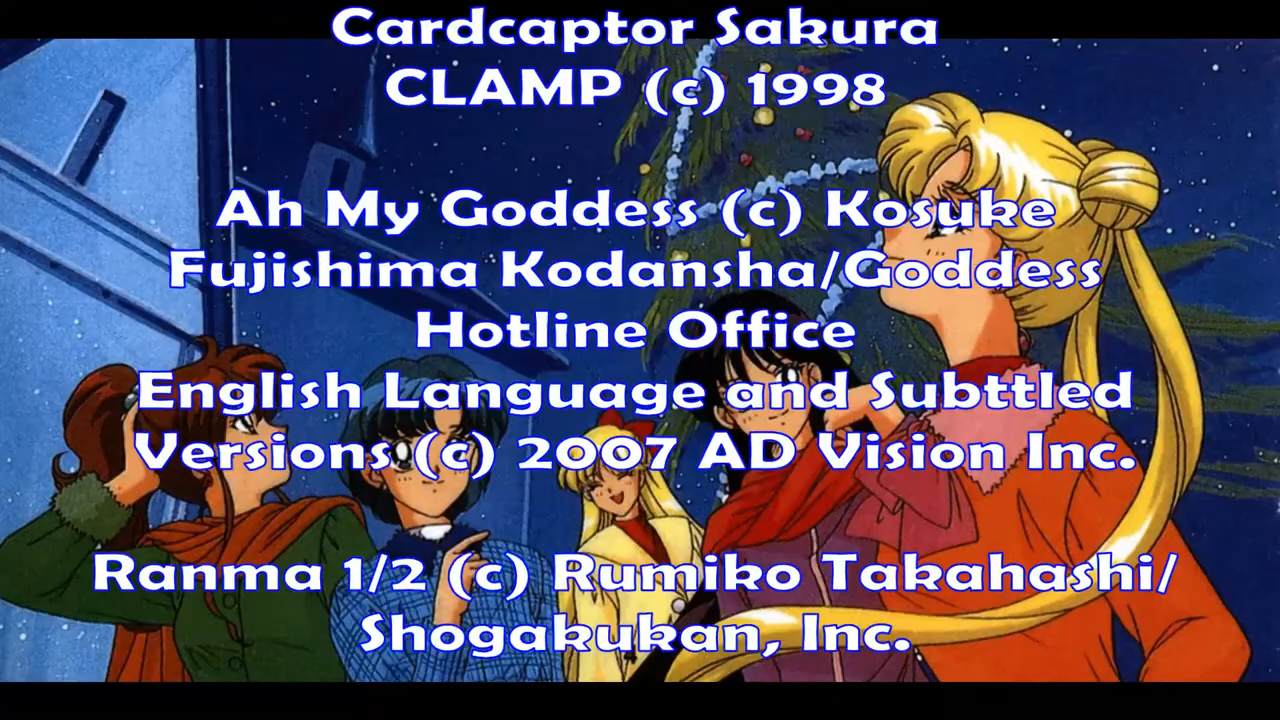 Cardcaptor Sakura
CLAMP (c) 1998
Ah My Goddess (c) Kosuke
Fujishima Kodansha/Goddess
Hotline Office
English Language and Subttled
Versions (c) 2007 AD Vision Inc.
Ranma 1/2 (c) Rumiko Takahashi/
Shogakukan, Inc.